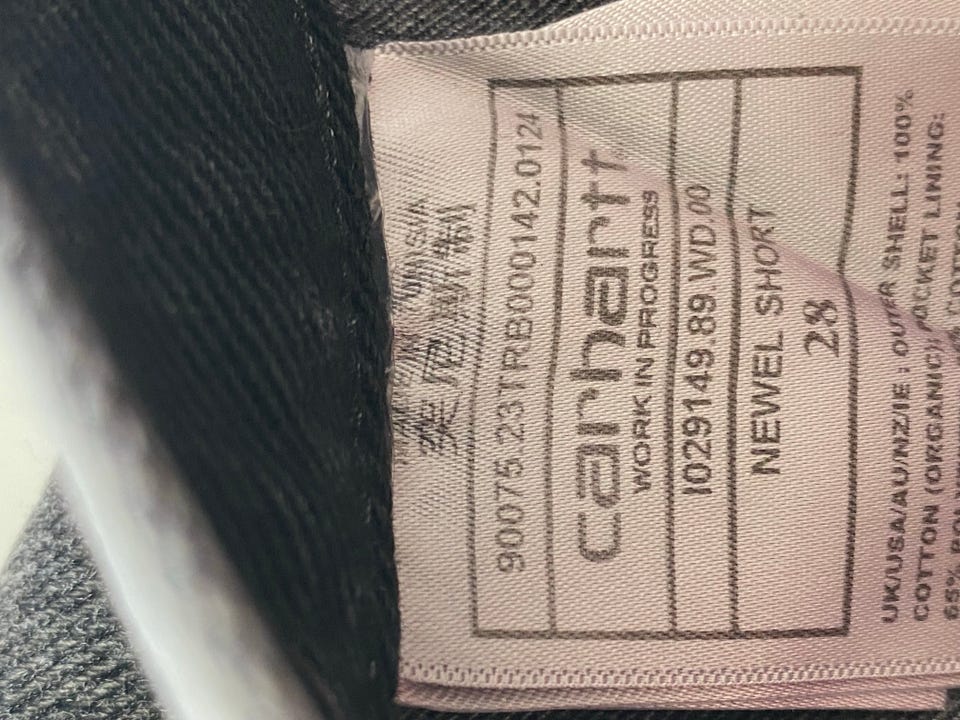 90075.23TRB000142.0124
carhartt
WORK IN PROGRESS
I029149.89.WD.00
NEWEL SHORT
28
UK/USA/AU/NZ/IE : OUTER SHELL: 100%
COTTON (ORGANIC)/ POCKET LINING:
65%